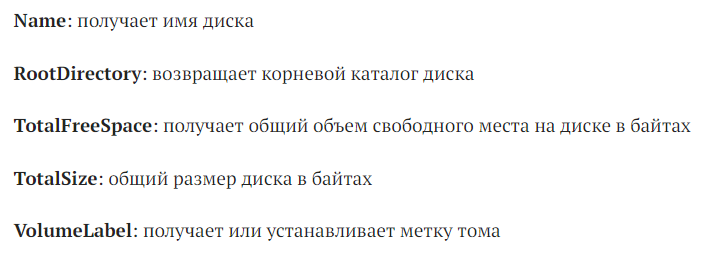 Name: получает имя диска
RootDirectory: возвращает корневой каталог диска
TotalFreeSpace: получает общий объем свободного места на диске в байтах
TotalSize: общий размер диска в байтах
VolumeLabel: получает или устанавливает метку тома